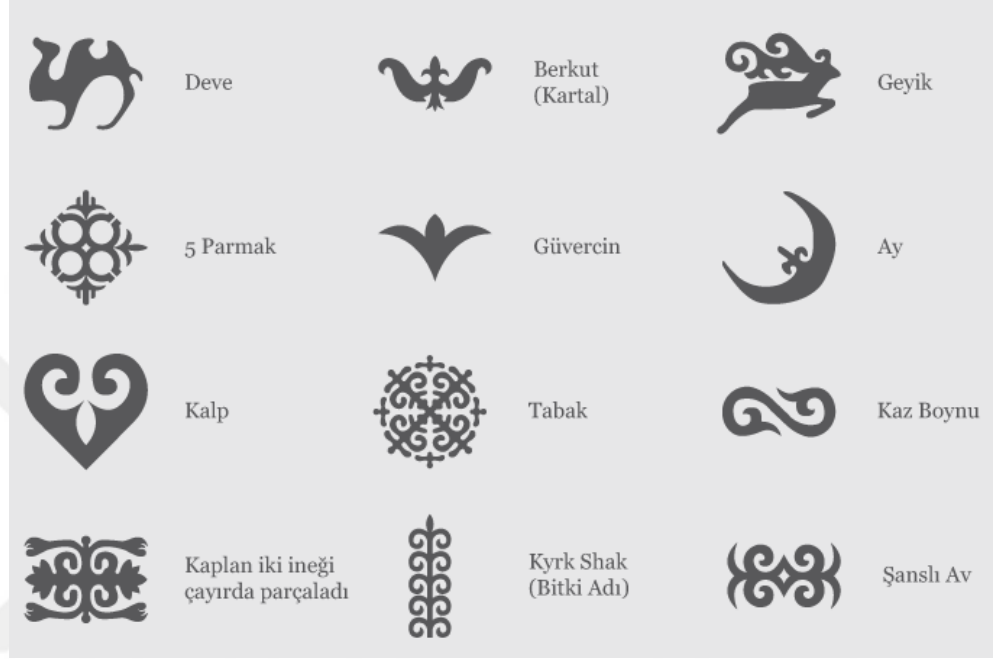 Deve
Berkut
(Kartal)
Geyik
5 Parmak
Güvercin
Ay
Kalp
Tabak
Kaz Boynu
Kaplan iki ineği
çayırda parçaladı
Kyrk Shak
(Bitki Adı)
Şanslı Av